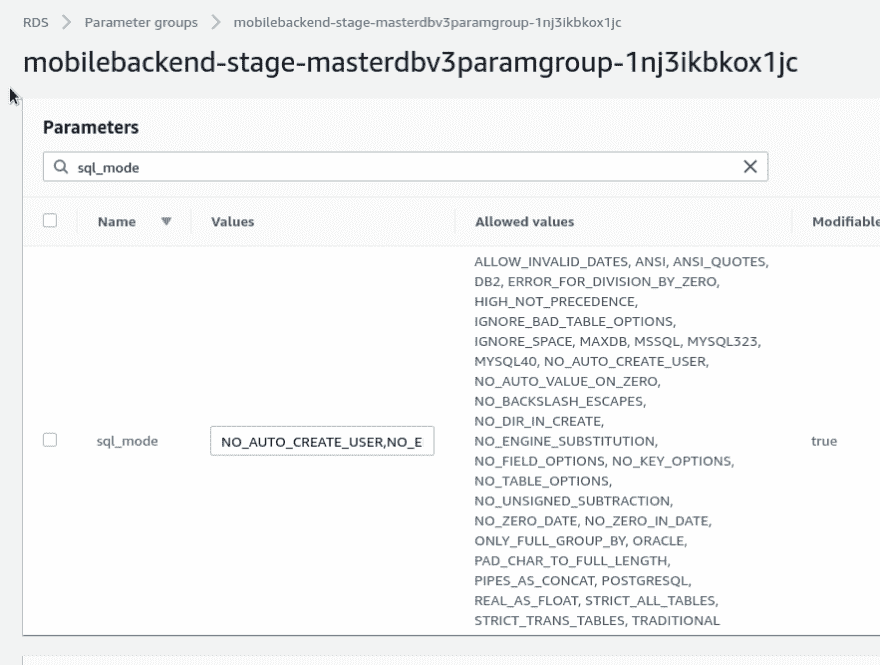 RDS > Parameter groups > mobilebackend-stage-masterdbv3paramgroup-1nj3ikbkox1jc
mobilebackend-stage-masterdbv3paramgroup-1nj3ikbkox1jc
Parameters
sql_mode
Name Values Allowed values Modifiable
ALLOW_INVALID_DATES, ANSI, ANSI_QUOTES,
DB2, ERROR_FOR_DIVISION_BY_ZERO,
HIGH_NOT_PRECEDENCE,
IGNORE_BAD_TABLE_OPTIONS,
IGNORE_SPACE, MAXDB, MSSQL, MYSQL323,
MYSQL40, NO_AUTO_CREATE_USER,
NO_AUTO_VALUE_ON_ZERO,
NO_BACKSLASH_ESCAPES,
NO_DIR_IN_CREATE,
sql_mode NO_AUTO_CREATE_USER,NO_E NO_ENGINE_SUBSTITUTION, true
NO_FIELD_OPTIONS, NO_KEY_OPTIONS,
NO_TABLE_OPTIONS,
NO_UNSIGNED_SUBTRACTION,
NO_ZERO_DATE, NO_ZERO_IN_DATE,
ONLY_FULL_GROUP_BY, ORACLE,
PAD_CHAR_TO_FULL_LENGTH,
PIPES_AS_CONCAT, POSTGRESQL,
REAL_AS_FLOAT, STRICT_ALL_TABLES,
STRICT_TRANS_TABLES, TRADITIONAL